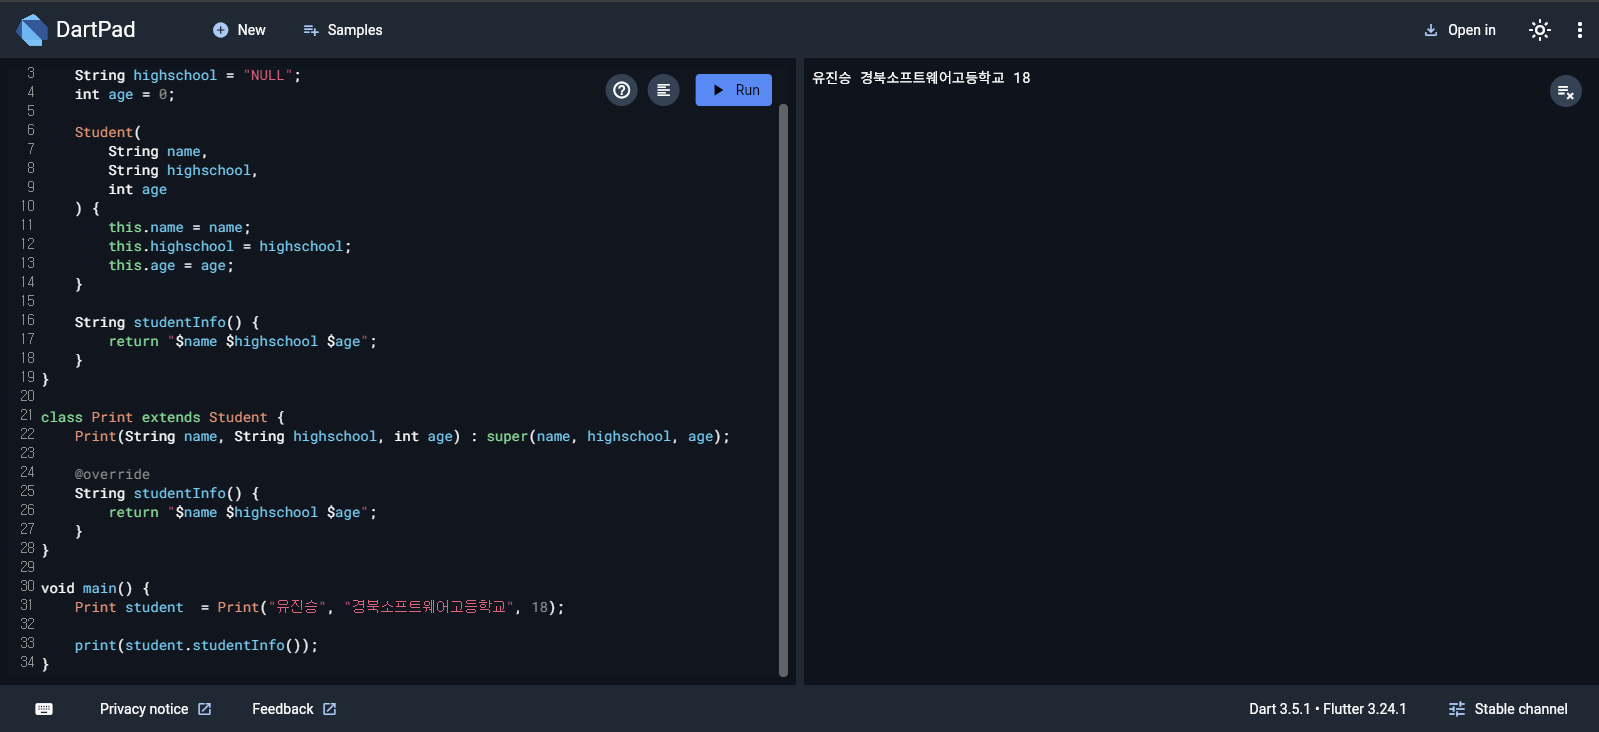 DartPad
New
Samples
Open in
3 String highschool = "NULL";
4 int age = 0;
5
6 Student(
7 String name,
8 String highschool,
9 int age
10 ) {
11 this.name = name;
12 this.highschool = highschool;
13 this.age = age;
14 }
15
16 String studentInfo() {
17 return "$name $highschool $age";
18 }
19 }
20
21 class Print extends Student {
22 Print(String name, String highschool, int age) : super(name, highschool, age);
23
24 @override
25 String studentInfo() {
26 return "$name $highschool $age";
27 }
28 }
29
30 void main() {
31 Print student  = Print("유진승", "경북소프트웨어고등학교", 18);
32
33 print(student.studentInfo());
34 }
Run
유진승 경북소프트웨어고등학교 18
Privacy notice
Feedback
Dart 3.5.1 • Flutter 3.24.1
Stable channel